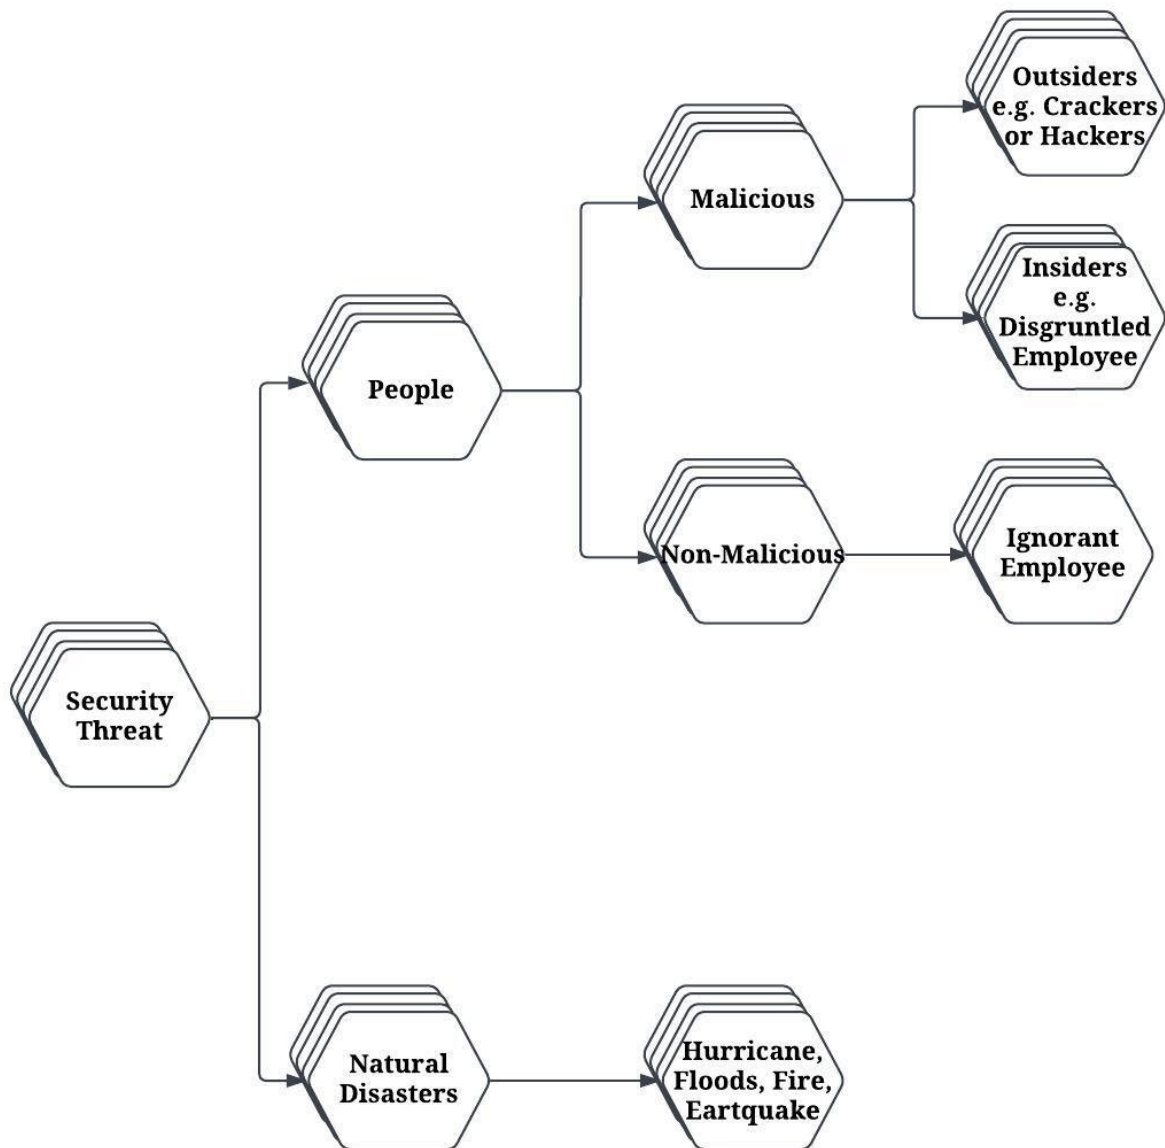 Outsiders
e.g. Crackers
or Hackers
Malicious
Insiders
e.g.
Disgruntled
Employee
People
Non-Malicious
Ignorant
Employee
Security
Threat
Natural
Disasters
Hurricane,
Floods, Fire,
Eartquake